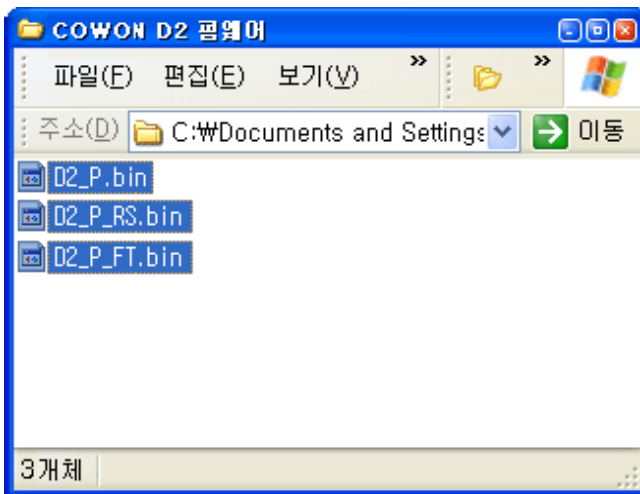 COWON D2 펌웨어
파일(F) 편집(E) 보기(V) »  »
주소(D) C:₩Documents and Settings 이동
D2_P.bin
D2_P_RS.bin
D2_P_FT.bin
3개체